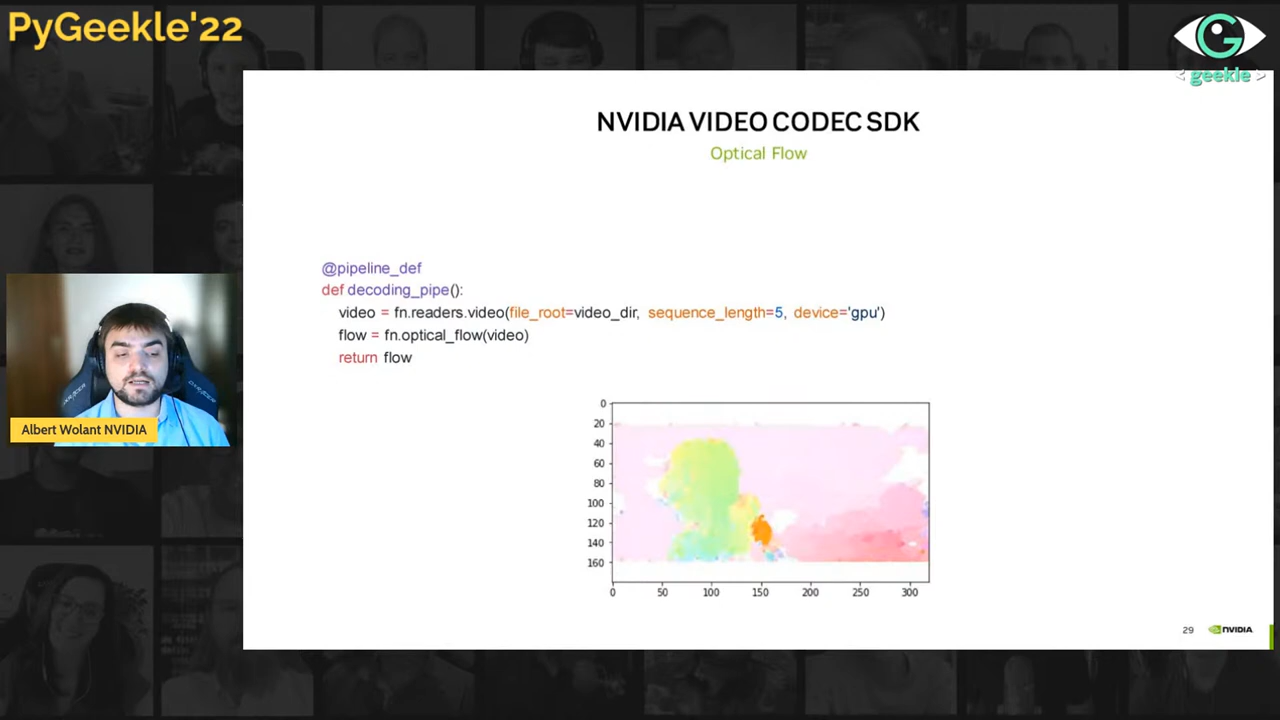 PyGeekle'22
G
< geekle >
NVIDIA VIDEO CODEC SDK
Optical Flow
@pipeline_def
def decoding_pipe():
video = fn.readers.video(file_root=video_dir, sequence_length=5, device='gpu')
flow = fn.optical_flow(video)
return flow
Albert Wolant NVIDIA
0
20
40
60
80
100
120
140
160
0 50 100 150 200 250 300
29 NVIDIA